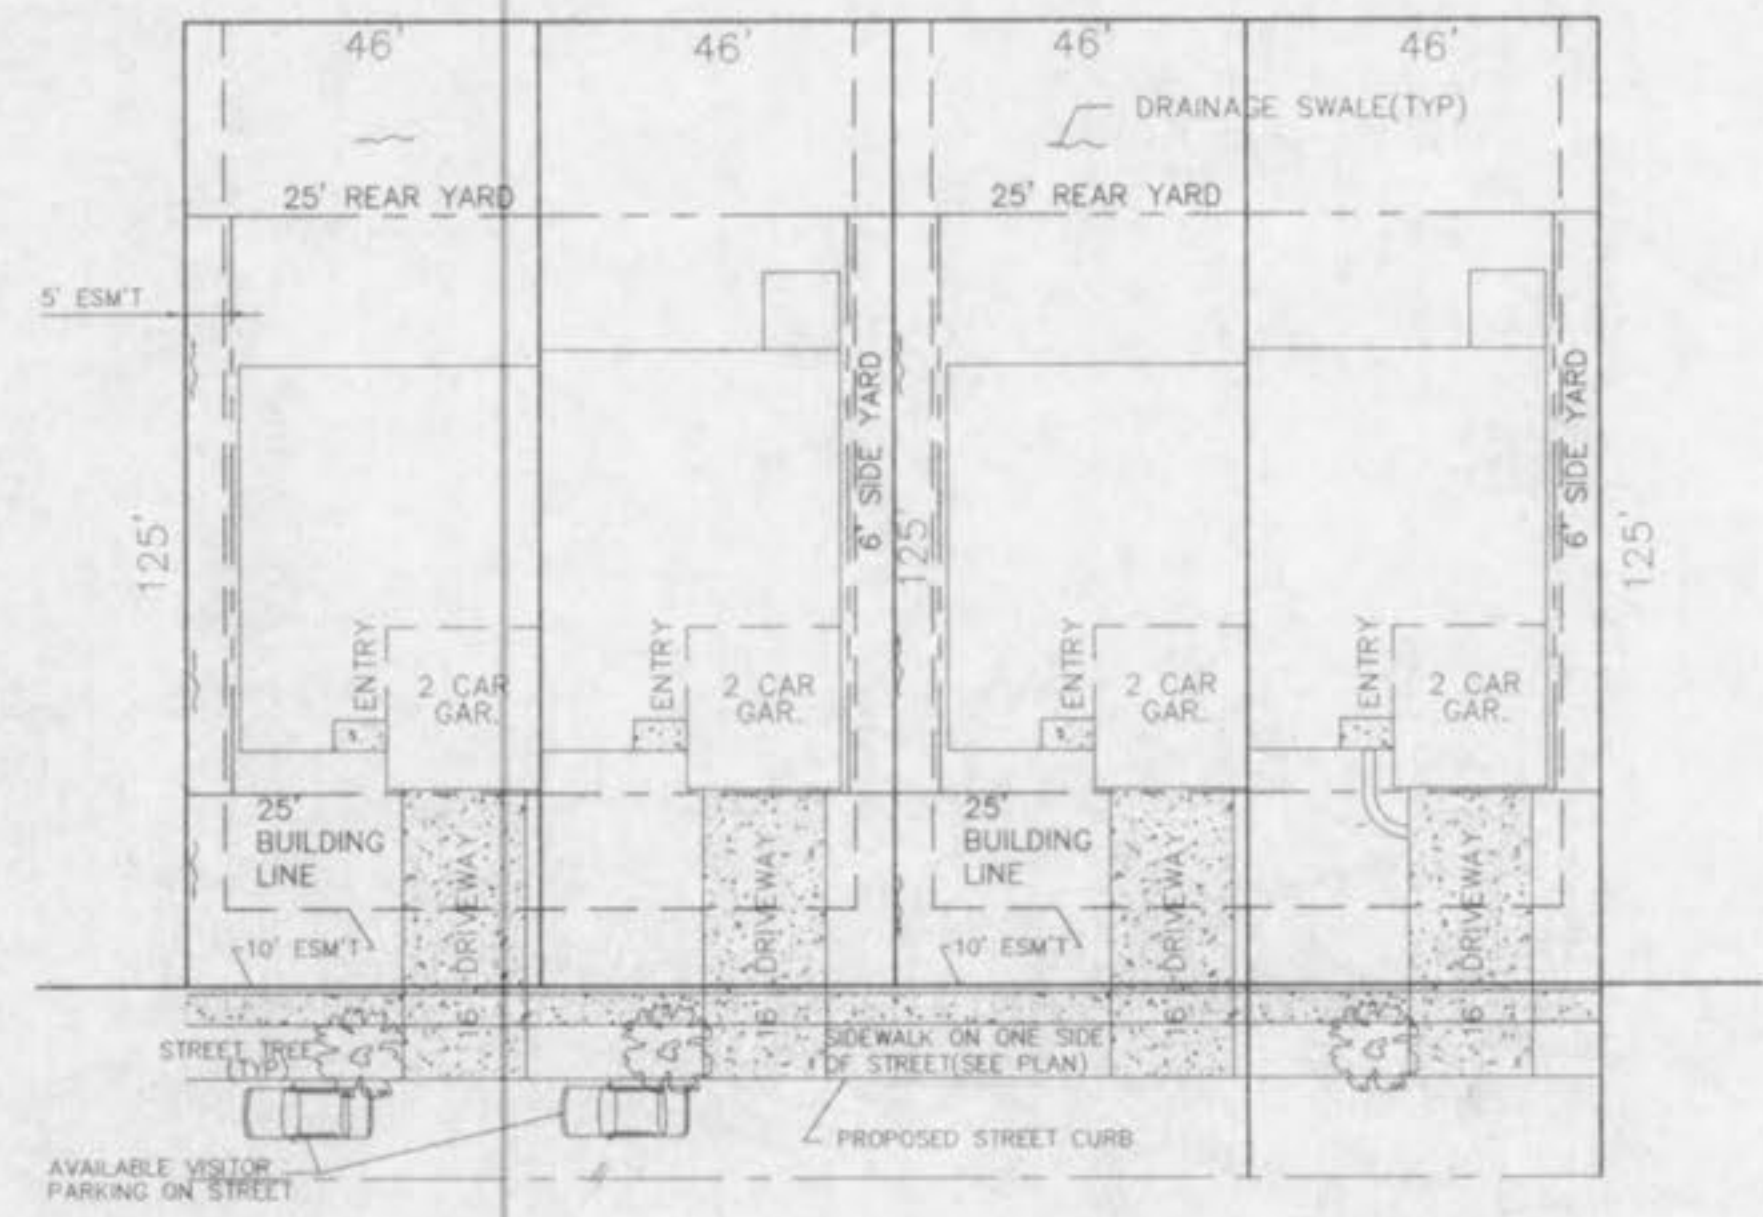 46'
46'
46'
46'
DRAINAGE SWALE(TYP)
25' REAR YARD
25' REAR YARD
5' ESM'T
125'
6' SIDE YARD
125'
6' SIDE YARD
125'
ENTRY
2 CAR
GAR.
ENTRY
2 CAR
GAR.
ENTRY
2 CAR
GAR.
ENTRY
2 CAR
GAR.
25'
BUILDING
LINE
16' DRIVEWAY
16' DRIVEWAY
25'
BUILDING
LINE
16' DRIVEWAY
16' DRIVEWAY
10' ESM'T
10' ESM'T
STREET TREE
(TYP)
SIDEWALK ON ONE SIDE
OF STREET(SEE PLAN)
PROPOSED STREET CURB
AVAILABLE VISITOR
PARKING ON STREET